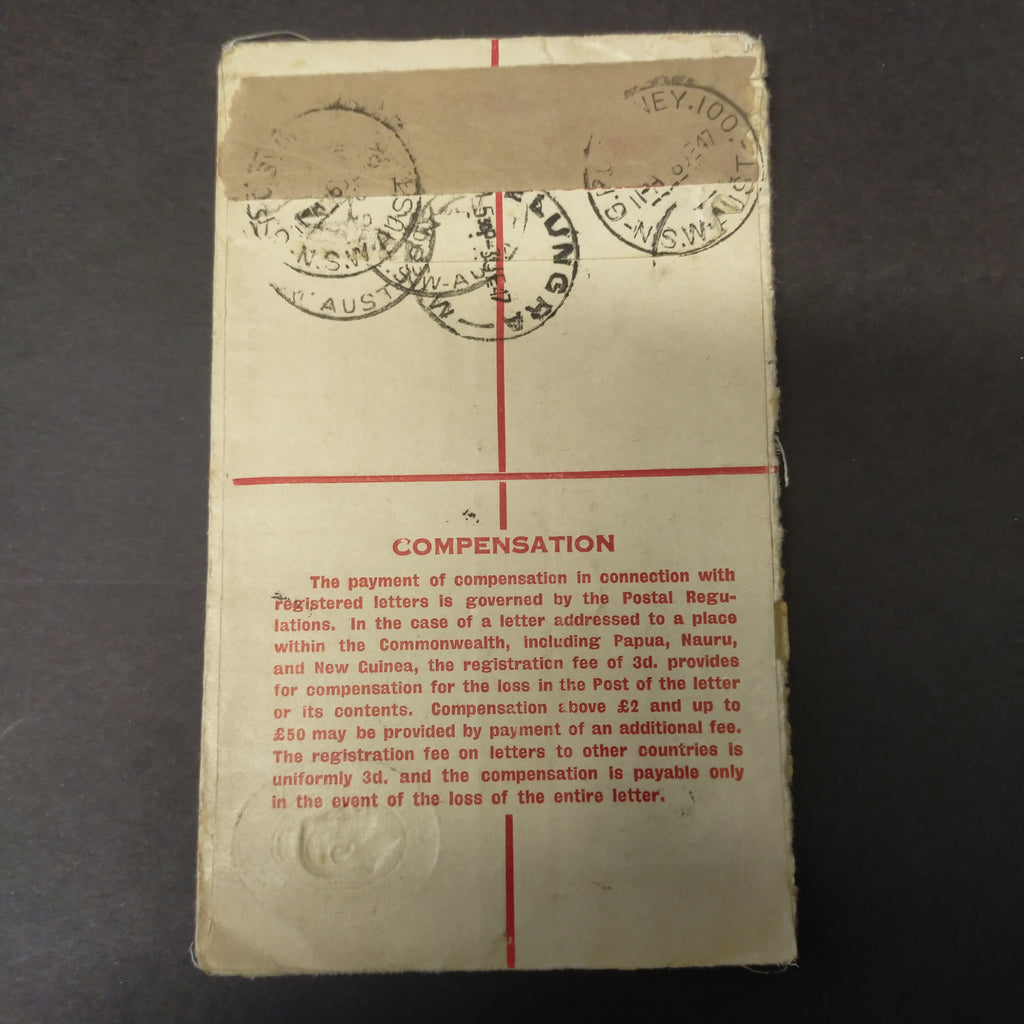 NEY.100.
N.S.W-AUST
N.S.W-AUST
W-AUS
AUST
UNGRA
COMPENSATION
The payment of compensation in connection with
registered letters is governed by the Postal Regu-
lations. In the case of a letter addressed to a place
within the Commonwealth, including Papua, Nauru,
and New Guinea, the registration fee of 3d. provides
for compensation for the loss in the Post of the letter
or its contents. Compensation above £2 and up to
£50 may be provided by payment of an additional fee.
The registration fee on letters to other countries is
uniformly 3d. and the compensation is payable only
in the event of the loss of the entire letter.